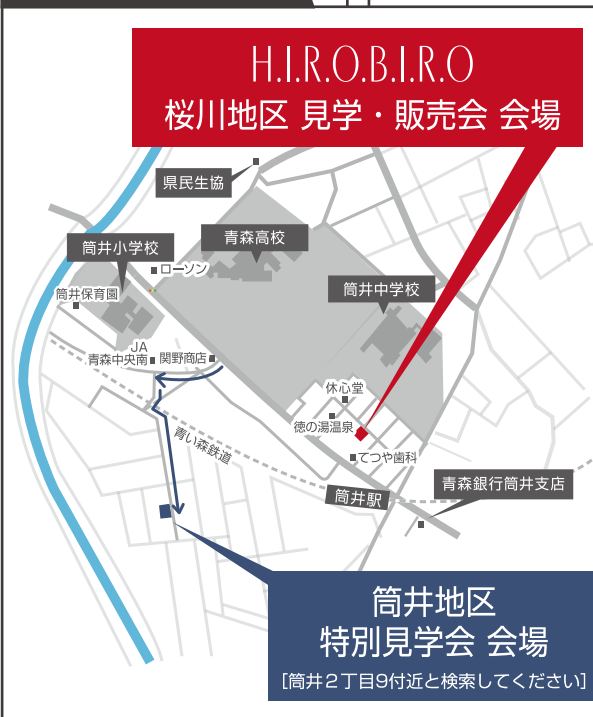 H.I.R.O.B.I.R.O
桜川地区 見学・販売会 会場
県民生協
青森高校
筒井小学校
ローソン
筒井中学校
筒井保育園
JA
青森中央南
関野商店
休心堂
徳の湯温泉
てつや歯科
青い森鉄道
筒井駅
青森銀行筒井支店
筒井地区
特別見学会 会場
[筒井2丁目9付近と検索してください]